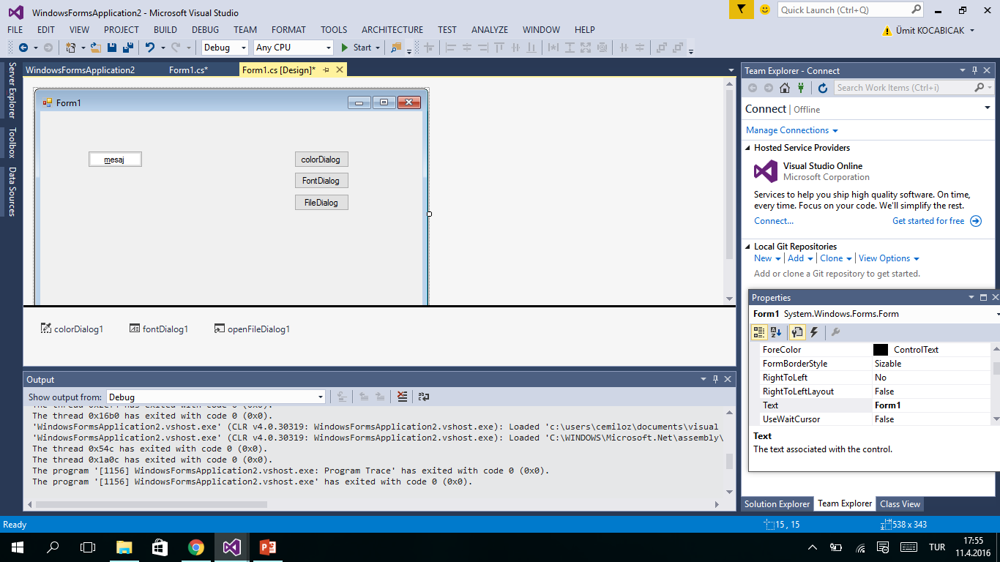 WindowsFormsApplication2 - Microsoft Visual Studio
Quick Launch (Ctrl+Q)
FILE EDIT VIEW PROJECT BUILD DEBUG TEAM FORMAT TOOLS ARCHITECTURE TEST ANALYZE WINDOW HELP
Ümit KOCABICAK
Debug Any CPU Start
Server Explorer
Toolbox
Data Sources
WindowsFormsApplication2 Form1.cs* Form1.cs [Design]*
Form1
mesaj
colorDialog
FontDialog
FileDialog
colorDialog1 fontDialog1 openFileDialog1
Output
Show output from: Debug
The thread 0x16b0 has exited with code 0 (0x0).
'WindowsFormsApplication2.vshost.exe' (CLR v4.0.30319: WindowsFormsApplication2.vshost.exe): Loaded 'c:\users\cemiloz\documents\visual
'WindowsFormsApplication2.vshost.exe' (CLR v4.0.30319: WindowsFormsApplication2.vshost.exe): Loaded 'C:\WINDOWS\Microsoft.Net\assembly\
The thread 0x54c has exited with code 0 (0x0).
The thread 0x1a0c has exited with code 0 (0x0).
The program '[1156] WindowsFormsApplication2.vshost.exe: Program Trace' has exited with code 0 (0x0).
The program '[1156] WindowsFormsApplication2.vshost.exe' has exited with code 0 (0x0).
Team Explorer - Connect
Search Work Items (Ctrl+i)
Connect | Offline
Manage Connections
Hosted Service Providers
Visual Studio Online
Microsoft Corporation
Services to help you ship high quality software. On time,
every time. Focus on your code. We'll simplify the rest.
Connect... Get started for free
Local Git Repositories
New | Add | Clone | View Options
Add or clone a Git repository to get started.
Properties
Form1 System.Windows.Forms.Form
ForeColor ControlText
FormBorderStyle Sizable
RightToLeft No
RightToLeftLayout False
Text Form1
UseWaitCursor False
Text
The text associated with the control.
Solution Explorer Team Explorer Class View
Ready 15 , 15 538 x 343
TUR
17:55
11.4.2016